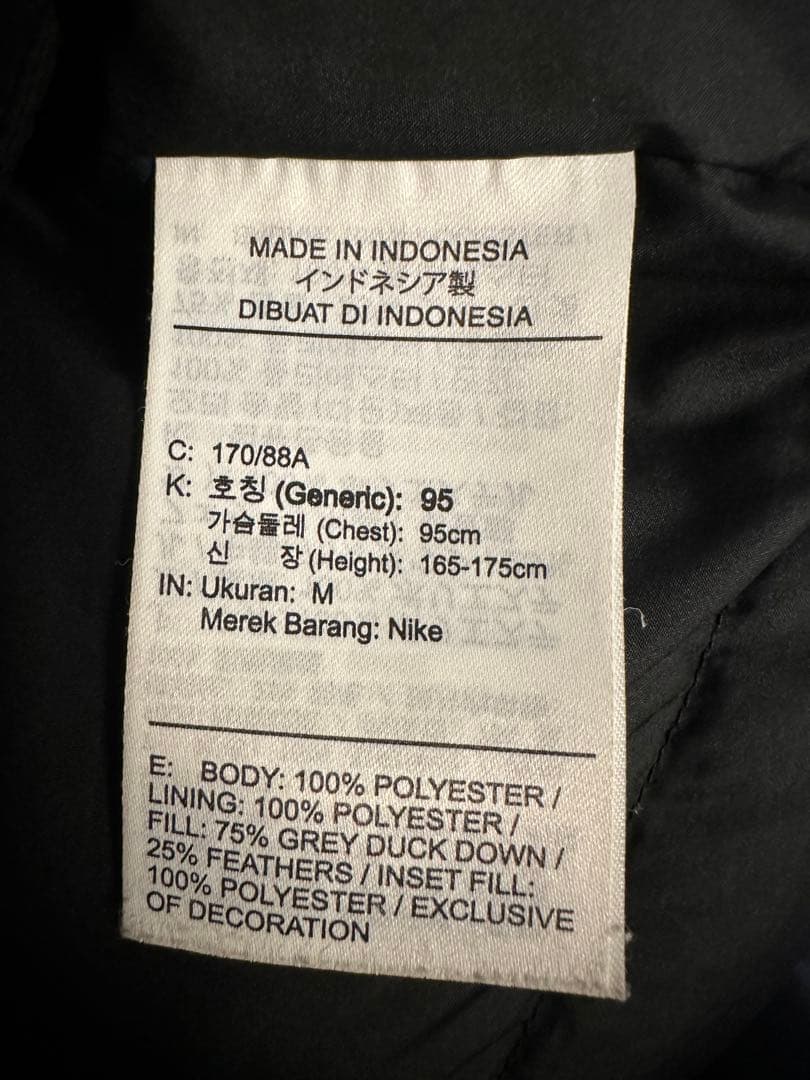 MADE IN INDONESIA
インドネシア製
DIBUAT DI INDONESIA
C: 170/88A
K: 호칭 (Generic): 95
가슴둘레 (Chest): 95cm
신 장 (Height): 165-175cm
IN: Ukuran: M
Merek Barang: Nike
E: BODY: 100% POLYESTER /
LINING: 100% POLYESTER /
FILL: 75% GREY DUCK DOWN /
25% FEATHERS / INSET FILL:
100% POLYESTER / EXCLUSIVE
OF DECORATION